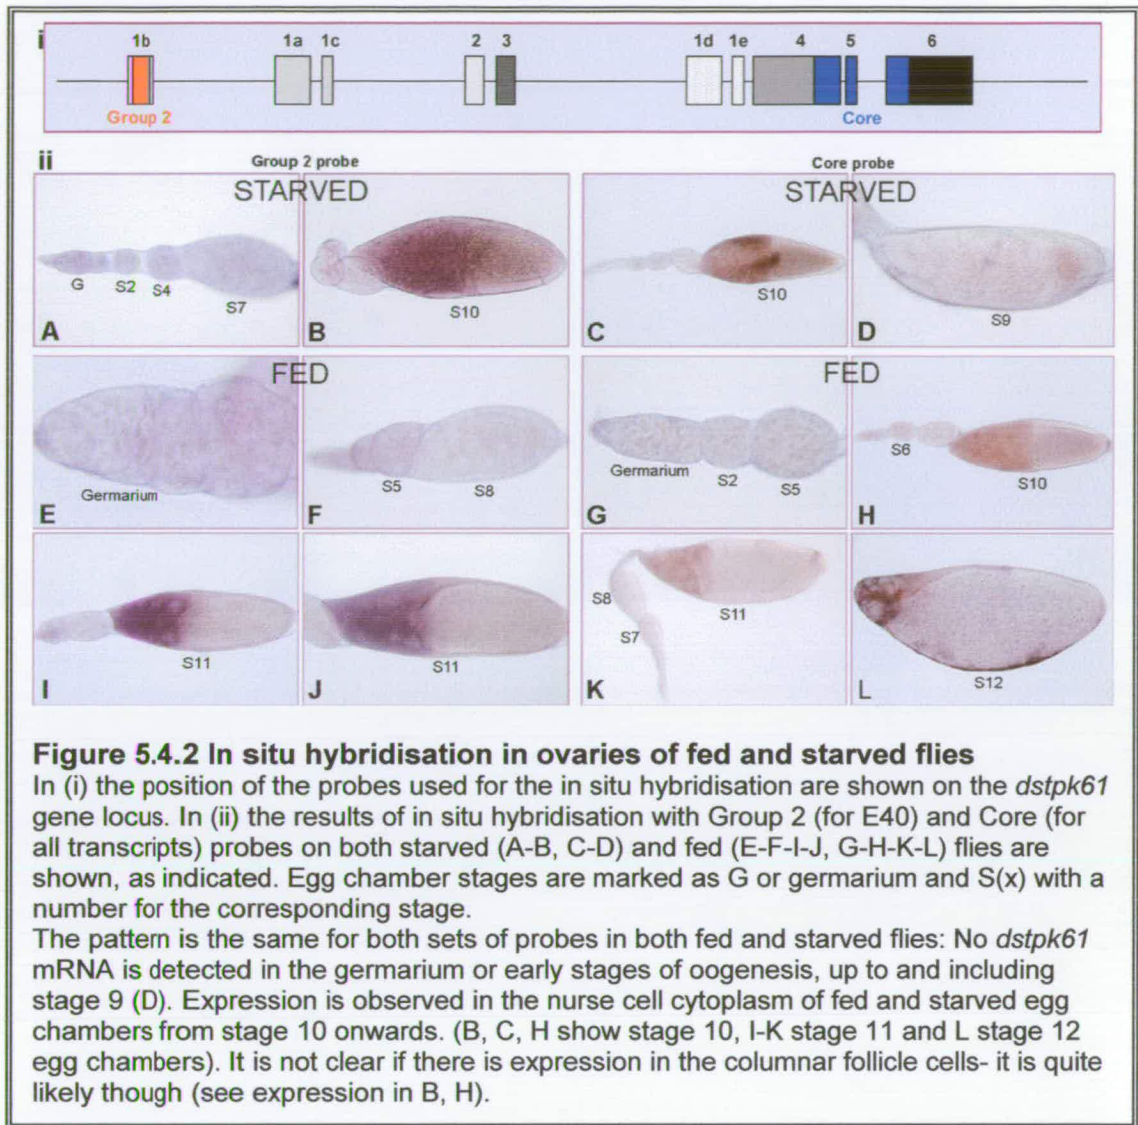 i
1b 1a 1c 2 3 1d 1e 4 5 6
Group 2 Core
ii
Group 2 probe Core probe
STARVED STARVED
G S2 S4 S7
A
S10
B
S10
C
S9
D
FED FED
Germarium
E
S5 S8
F
Germarium S2 S5
G
S6 S10
H
S11
I
S11
J
S8 S7 S11
K
S12
L
Figure 5.4.2 In situ hybridisation in ovaries of fed and starved flies
In (i) the position of the probes used for the in situ hybridisation are shown on the dstpk61
gene locus. In (ii) the results of in situ hybridisation with Group 2 (for E40) and Core (for
all transcripts) probes on both starved (A-B, C-D) and fed (E-F-I-J, G-H-K-L) flies are
shown, as indicated. Egg chamber stages are marked as G or germarium and S(x) with a
number for the corresponding stage.
The pattern is the same for both sets of probes in both fed and starved flies: No dstpk61
mRNA is detected in the germarium or early stages of oogenesis, up to and including
stage 9 (D). Expression is observed in the nurse cell cytoplasm of fed and starved egg
chambers from stage 10 onwards. (B, C, H show stage 10, I-K stage 11 and L stage 12
egg chambers). It is not clear if there is expression in the columnar follicle cells- it is quite
likely though (see expression in B, H).